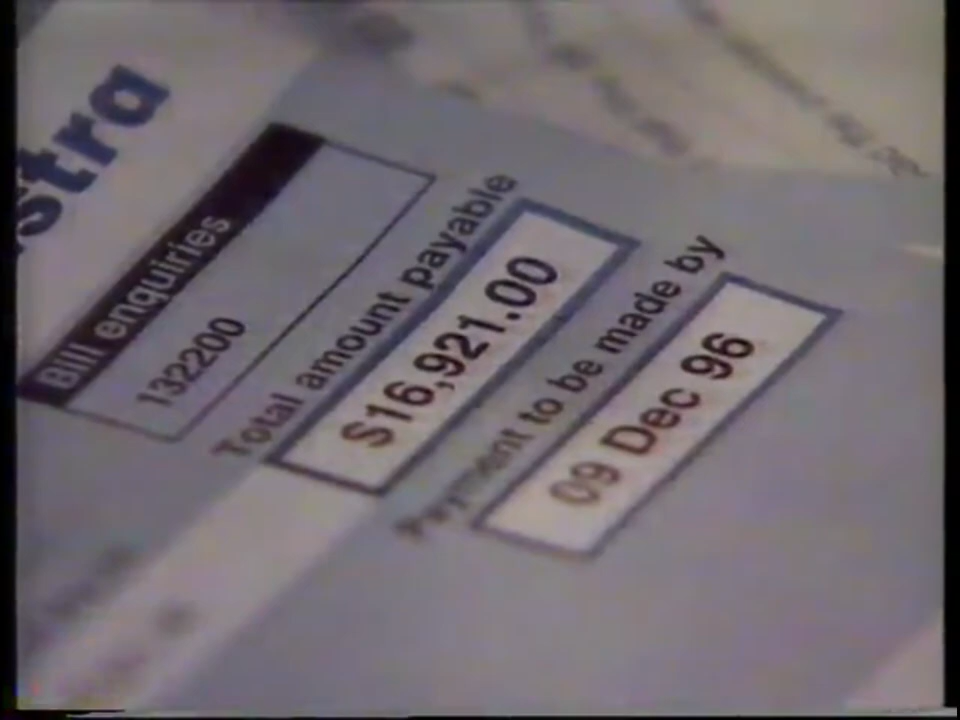 stra
Bill enquiries
132200
Total amount payable
$16,921.00
Payment to be made by
09 Dec 96